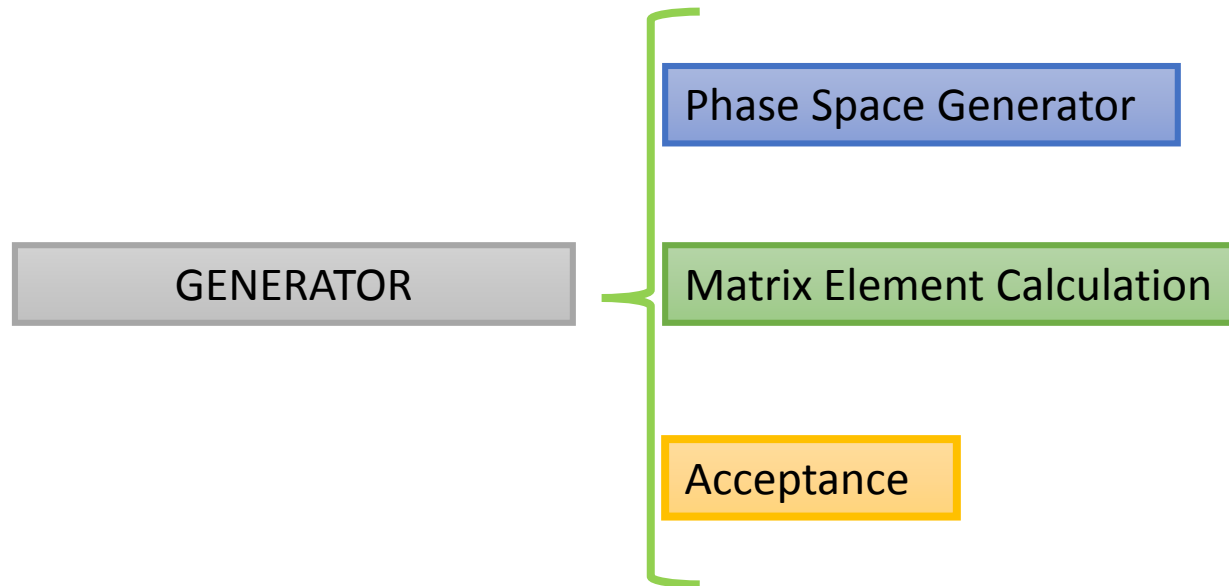 Phase Space Generator
GENERATOR
Matrix Element Calculation
Acceptance